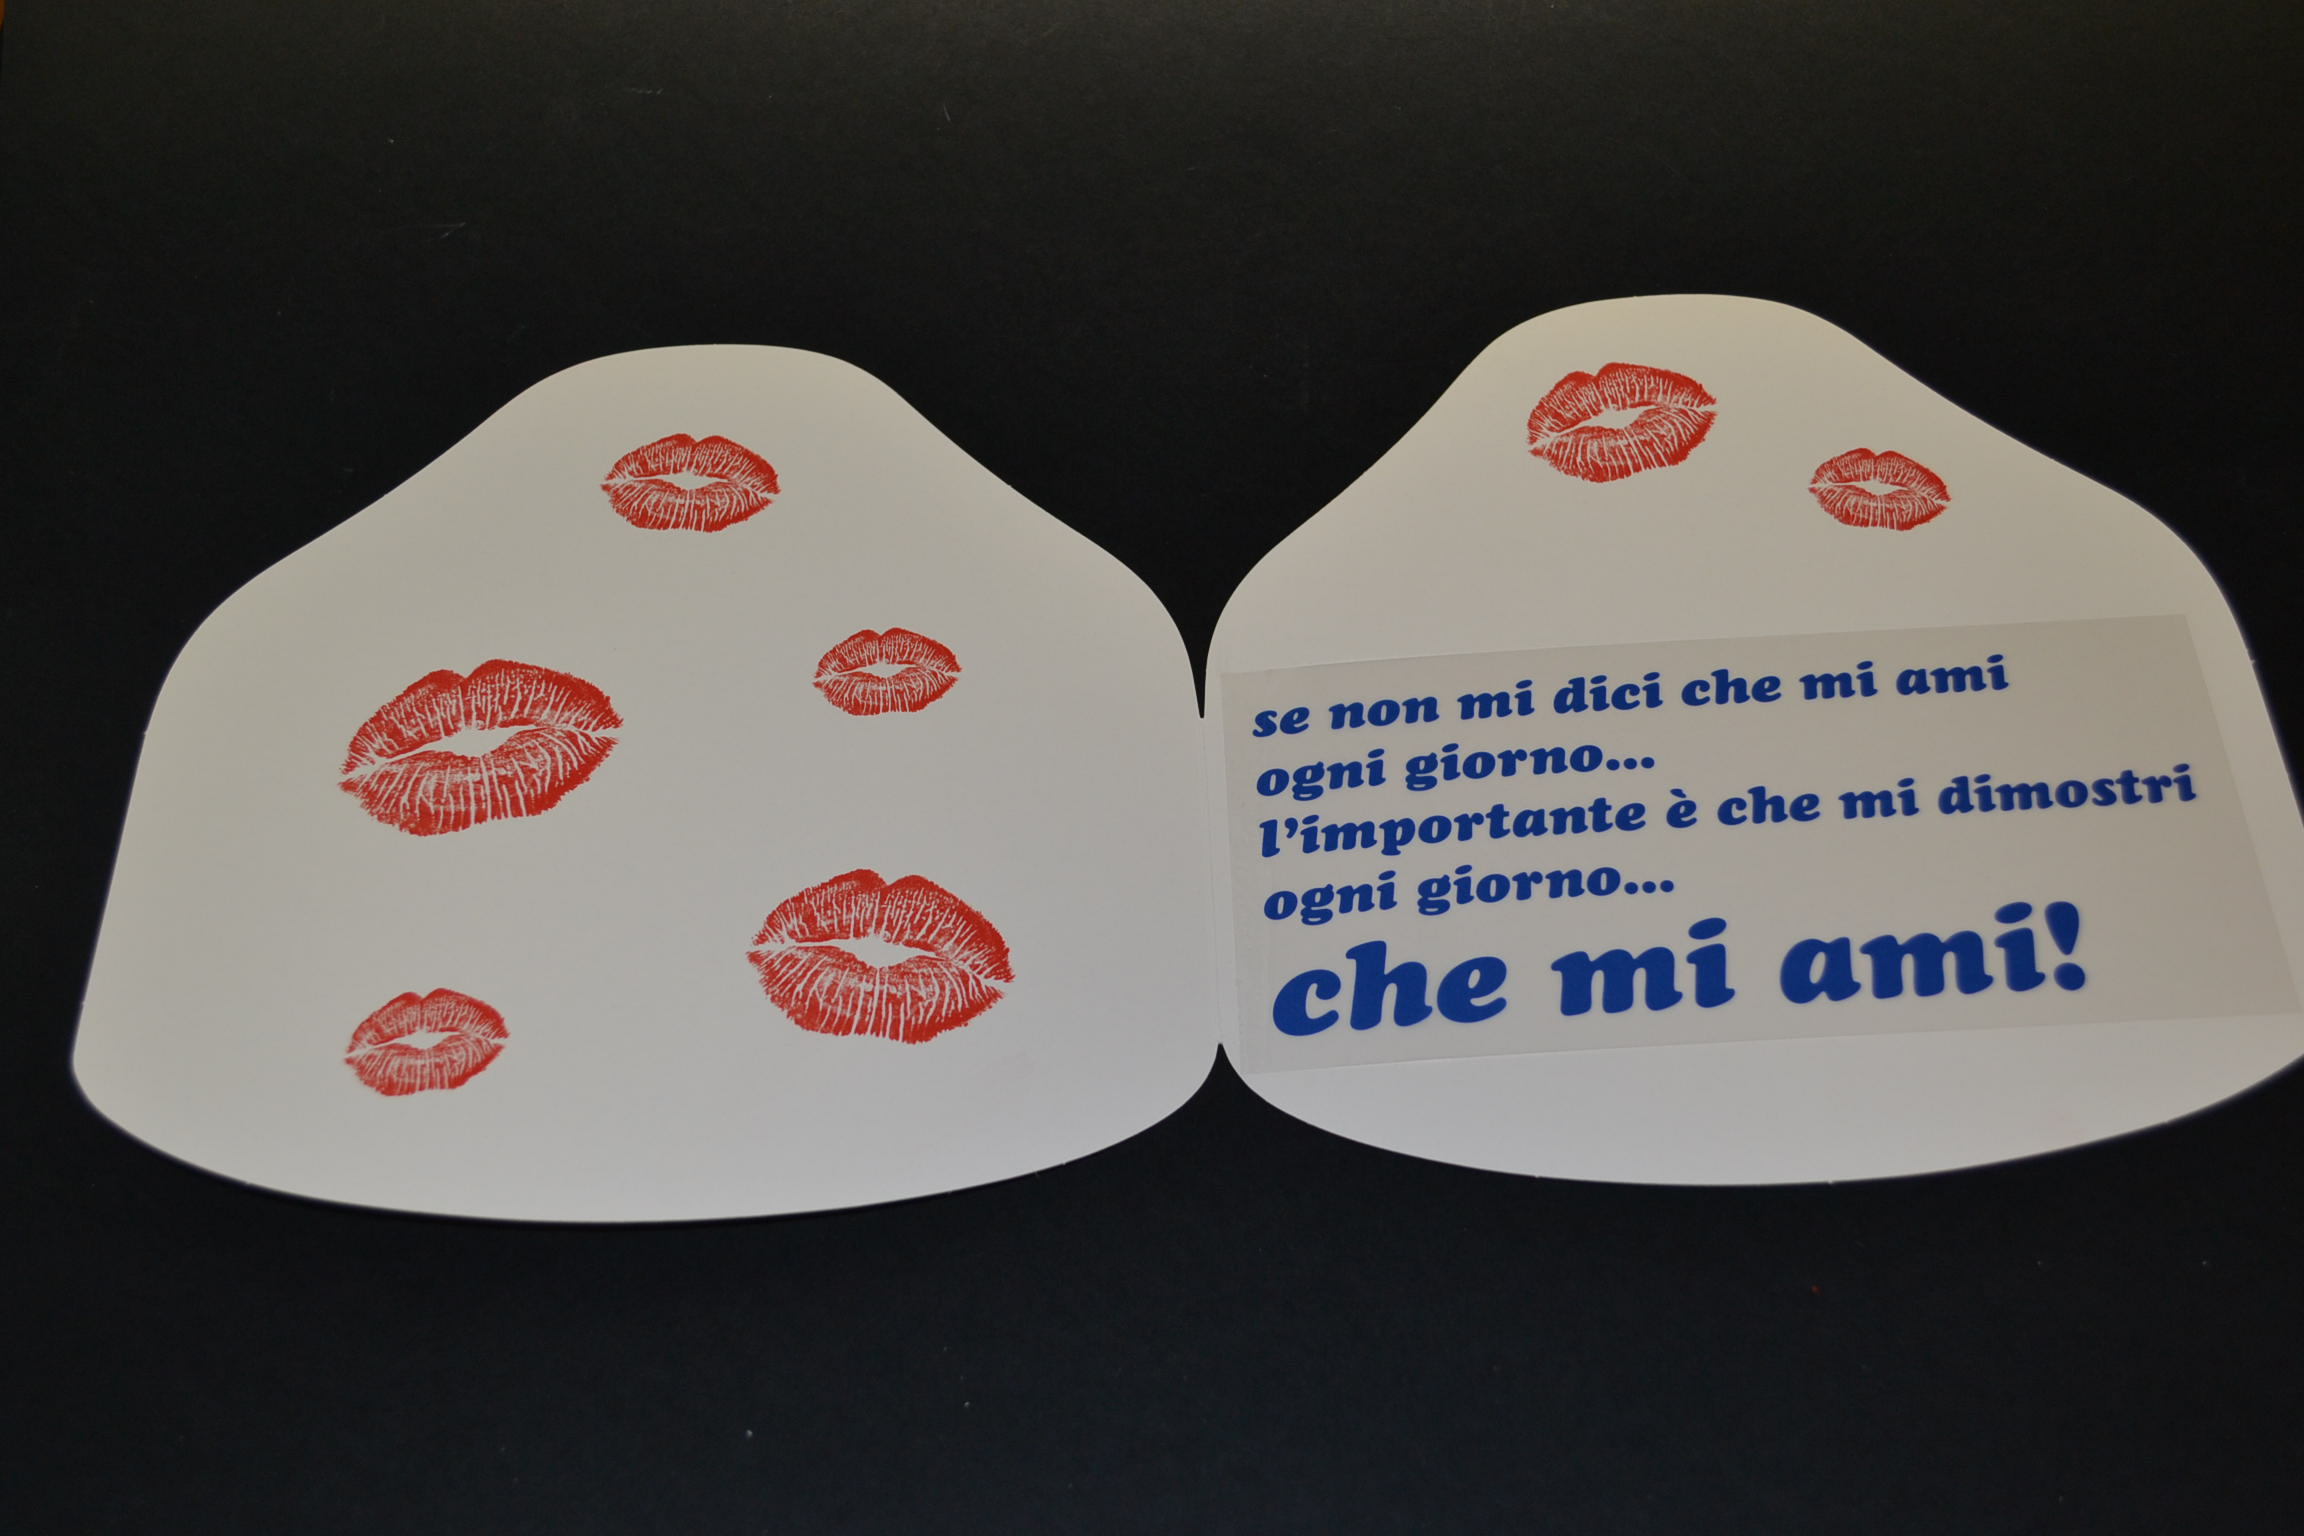 se non mi dici che mi ami
ogni giorno...
l'importante è che mi dimostri
ogni giorno...
che mi ami!